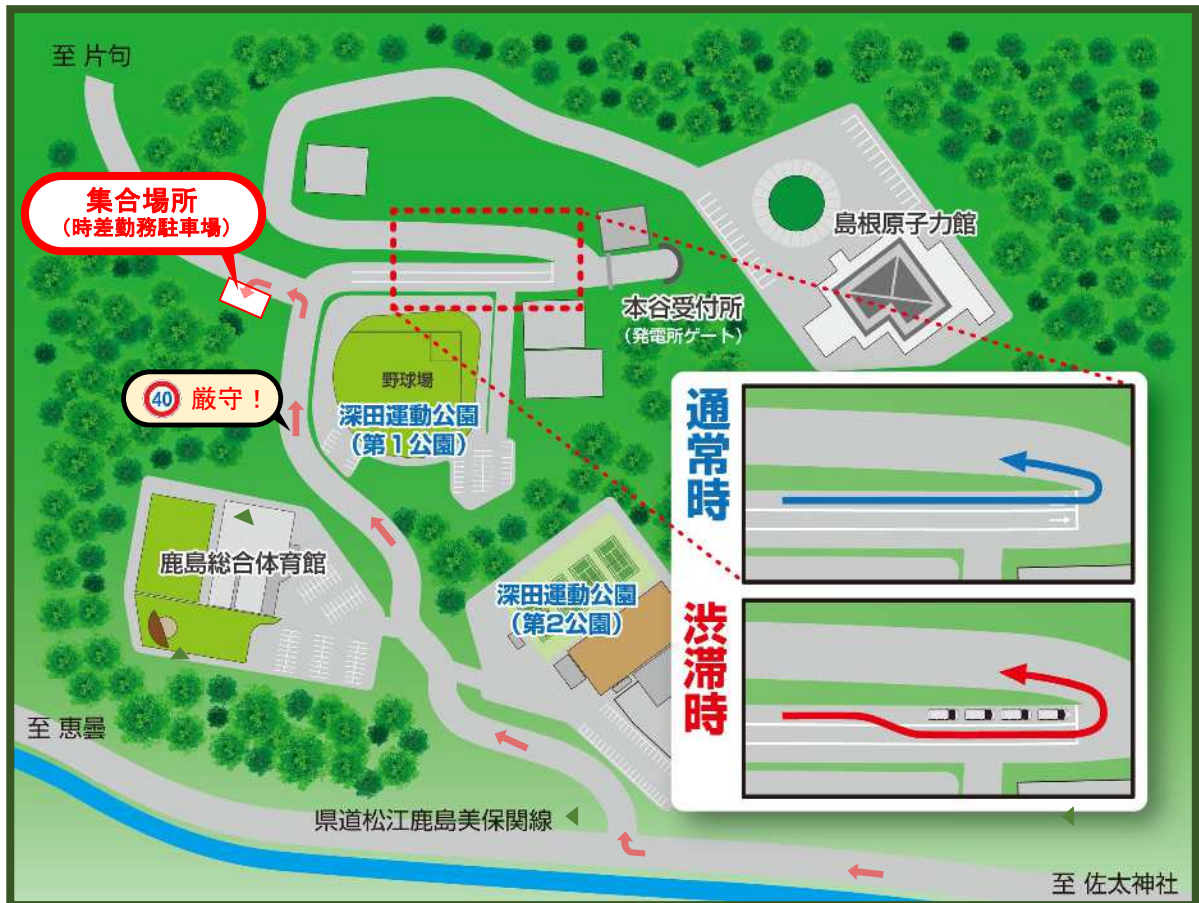 至 片句
集合場所
（時差勤務駐車場）
島根原子力館
本谷受付所
（発電所ゲート）
野球場
40 厳守！
深田運動公園
（第1公園）
通常時
鹿島総合体育館
深田運動公園
（第2公園）
渋滞時
至 恵曇
県道松江鹿島美保関線
至 佐太神社